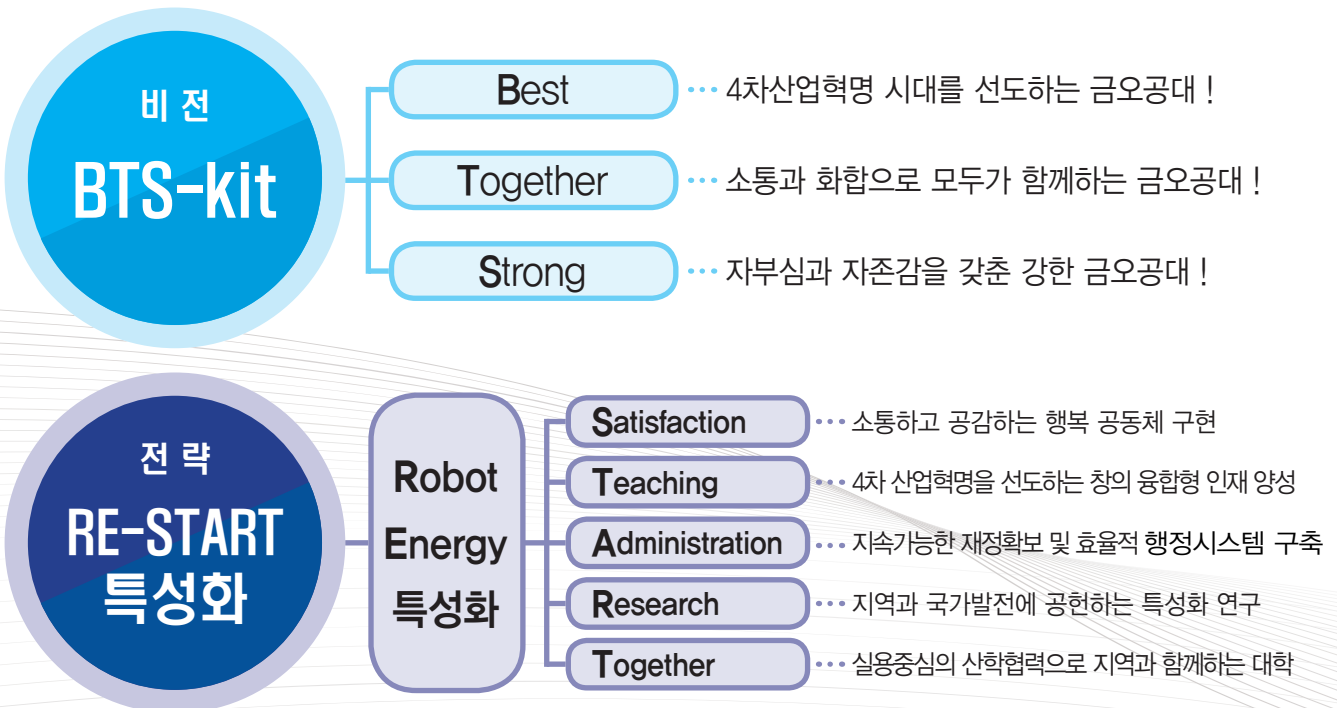 비 전
BTS-kit
Best ··· 4차산업혁명 시대를 선도하는 금오공대 !
Together ··· 소통과 화합으로 모두가 함께하는 금오공대 !
Strong ··· 자부심과 자존감을 갖춘 강한 금오공대 !
전 략
RE-START
특성화
Robot
Energy
특성화
Satisfaction ··· 소통하고 공감하는 행복 공동체 구현
Teaching ··· 4차 산업혁명을 선도하는 창의 융합형 인재 양성
Administration ··· 지속가능한 재정확보 및 효율적 행정시스템 구축
Research ··· 지역과 국가발전에 공헌하는 특성화 연구
Together ··· 실용중심의 산학협력으로 지역과 함께하는 대학